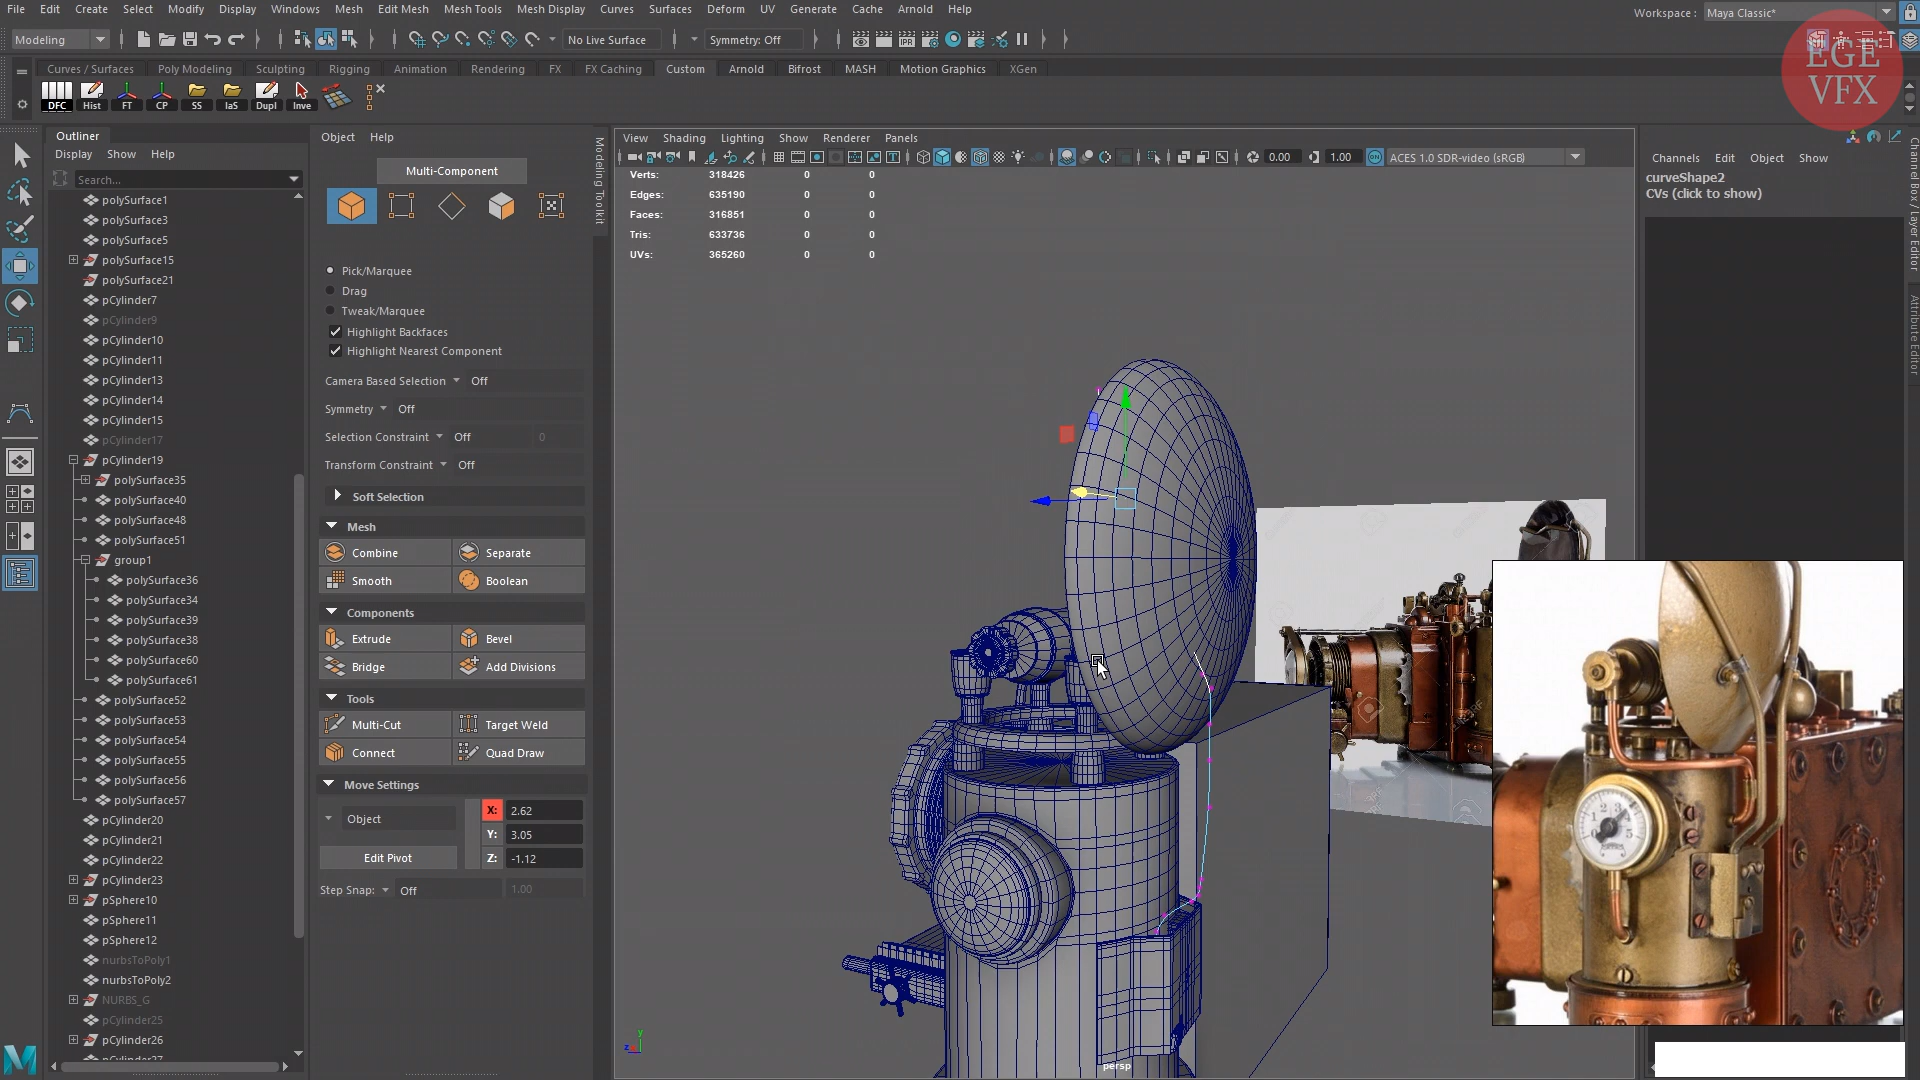 File Edit Create Select Modify Display Windows Mesh Edit Mesh Mesh Tools Mesh Display Curves Surfaces Deform UV Generate Cache Arnold Help
Workspace : Maya Classic*
Modeling
No Live Surface
Symmetry: Off
EGE
VFX
Curves / Surfaces Poly Modeling Sculpting Rigging Animation Rendering FX FX Caching Custom Arnold Bifrost MASH Motion Graphics XGen
DFC Hist FT CP SS IaS Dupl Inve
Outliner
Display Show Help
Search...
polySurface1
polySurface3
polySurface5
polySurface15
polySurface21
pCylinder7
pCylinder9
pCylinder10
pCylinder11
pCylinder13
pCylinder14
pCylinder15
pCylinder17
pCylinder19
polySurface35
polySurface40
polySurface48
polySurface51
group1
polySurface36
polySurface34
polySurface39
polySurface38
polySurface60
polySurface61
polySurface52
polySurface53
polySurface54
polySurface55
polySurface56
polySurface57
pCylinder20
pCylinder21
pCylinder22
pCylinder23
pSphere10
pSphere11
pSphere12
nurbsToPoly1
nurbsToPoly2
NURBS_G
pCylinder25
pCylinder26
pCylinder27
Object Help
Multi-Component
Pick/Marquee
Drag
Tweak/Marquee
Highlight Backfaces
Highlight Nearest Component
Camera Based Selection Off
Symmetry Off
Selection Constraint Off 0
Transform Constraint Off
Soft Selection
Mesh
Combine Separate
Smooth Boolean
Components
Extrude Bevel
Bridge Add Divisions
Tools
Multi-Cut Target Weld
Connect Quad Draw
Move Settings
Object
X: 2.62
Y: 3.05
Edit Pivot
Z: -1.12
Step Snap: Off 1.00
Modeling Toolkit
View Shading Lighting Show Renderer Panels
0.00 1.00 ACES 1.0 SDR-video (sRGB)
Verts: 318426 0 0
Edges: 635190 0 0
Faces: 316851 0 0
Tris: 633736 0 0
UVs: 365260 0 0
persp
y
z
Channels Edit Object Show
curveShape2
CVs (click to show)
Channel Box / Layer Editor
Attribute Editor